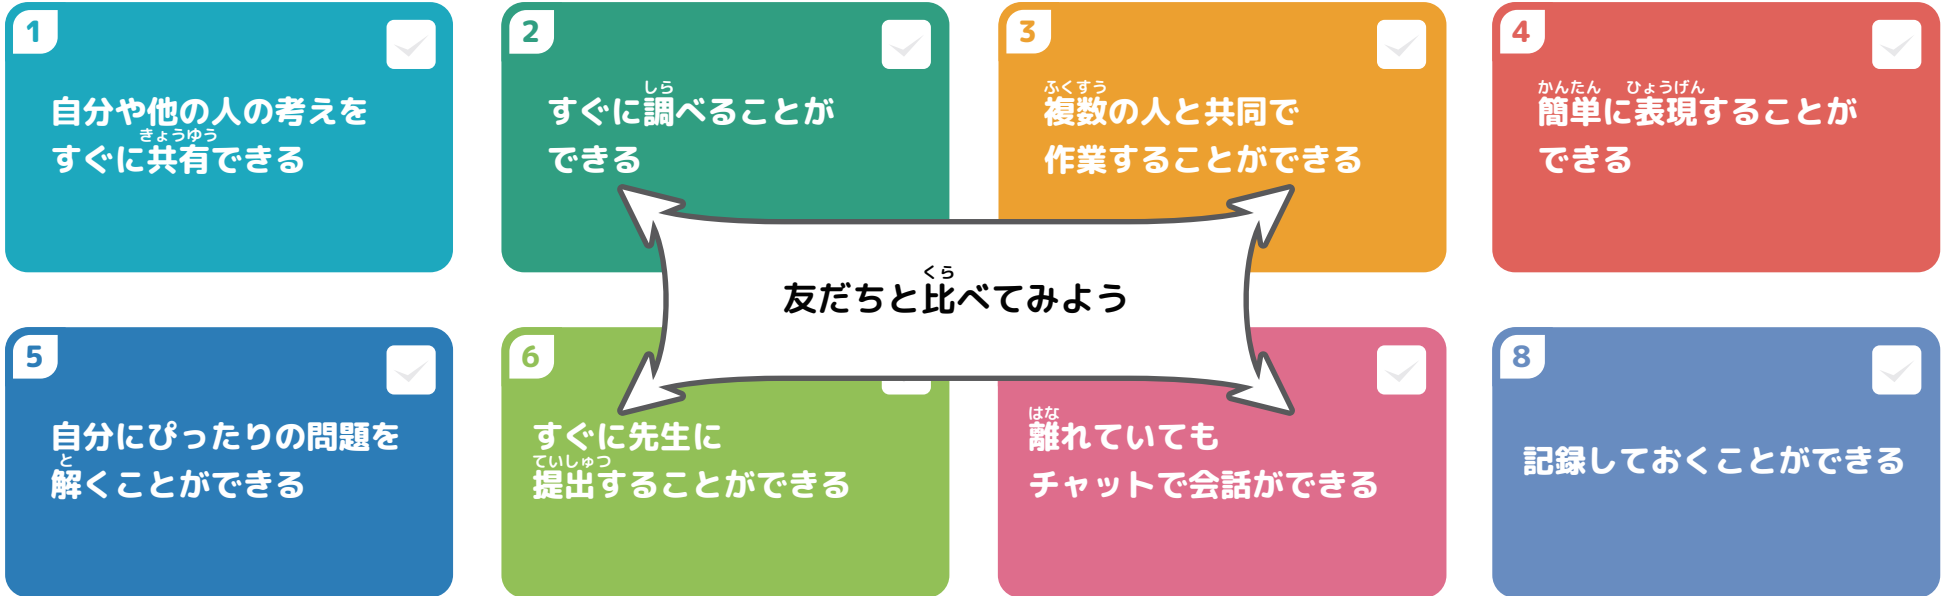 1
自分や他の人の考えを
きょうゆう
すぐに共有できる
2
しら
すぐに調べることが
できる
3
ふくすう
複数の人と共同で
作業することができる
4
かんたん ひょうげん
簡単に表現することが
できる
くら
友だちと比べてみよう
5
自分にぴったりの問題を
と
解くことができる
6
すぐに先生に
ていしゅつ
提出することができる
はな
離れていても
チャットで会話ができる
8
記録しておくことができる